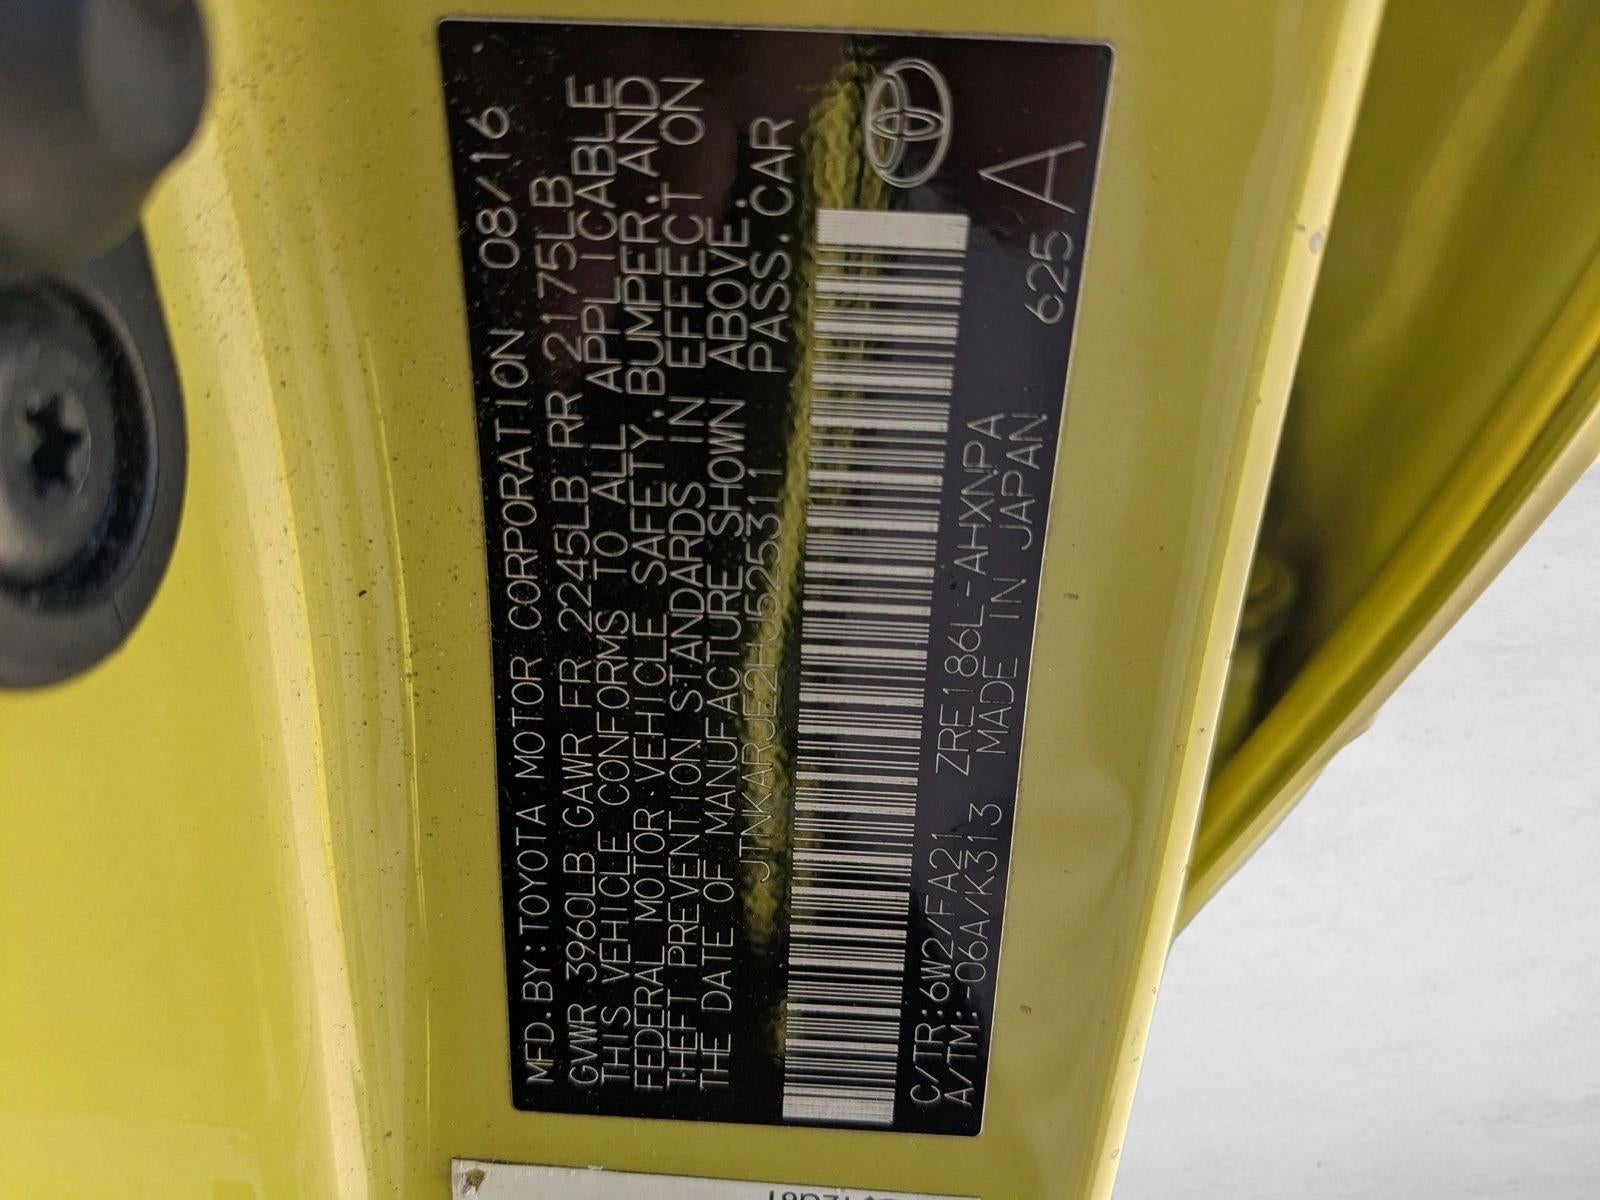 MFD.BY:TOYOTA MOTOR CORPORATION 08/16
GVWR 3960LB GAWR FR 2245LB RR 2175LB
THIS VEHICLE CONFORMS TO ALL APPLICABLE
FEDERAL MOTOR VEHICLE SAFETY,BUMPER,AND
THEFT PREVENTION STANDARDS IN EFFECT ON
THE DATE OF MANUFACTURE SHOWN ABOVE.
JTNKARJE2HJ525311 PASS.CAR
C/TR:6W2/FA21 ZRE186L-AHXNPA 625 A
A/TM:-06A/K313 MADE IN JAPAN